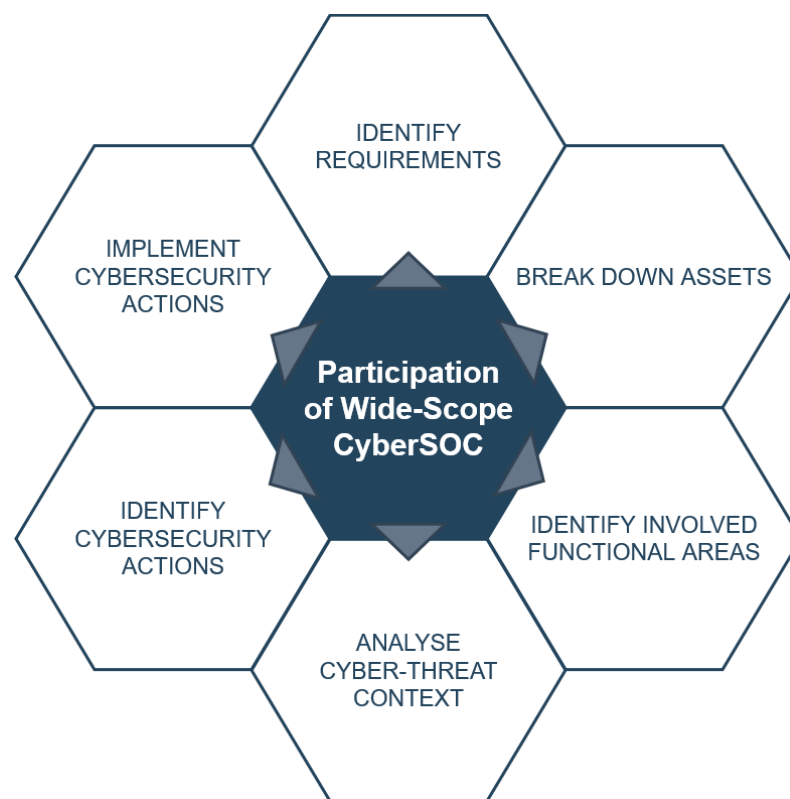 IDENTIFY
REQUIREMENTS
BREAK DOWN ASSETS
IDENTIFY INVOLVED
FUNCTIONAL AREAS
ANALYSE
CYBER-THREAT
CONTEXT
IDENTIFY
CYBERSECURITY
ACTIONS
IMPLEMENT
CYBERSECURITY
ACTIONS
Participation
of Wide-Scope
CyberSOC